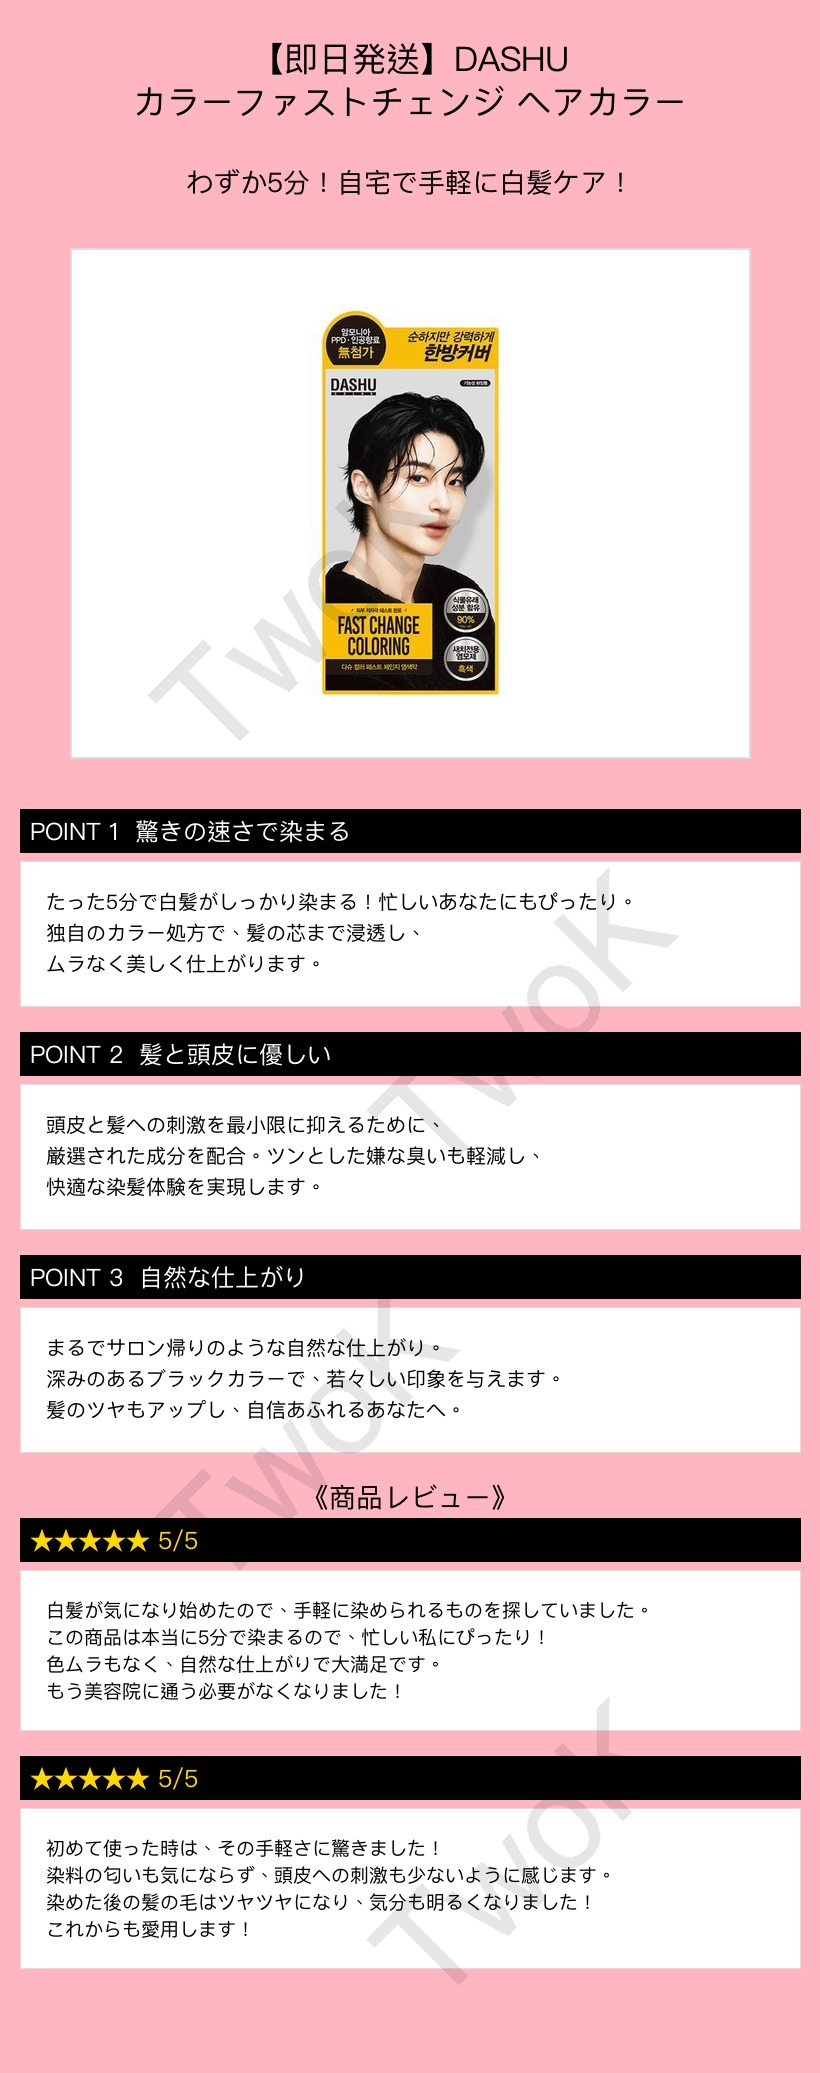 【即日発送】DASHU
カラーファストチェンジ ヘアカラー
わずか5分！自宅で手軽に白髪ケア！
암모니아
PPD·인공향료
無첨가
순하지만 강력하게
한방커버
DASHU
COLOR
기능성 화장품
피부 저자극 테스트 완료
FAST CHANGE
COLORING
다슈 컬러 패스트 체인지 염색약
식물유래
성분 함유
90%
새치전용
염모제
흑색
TwoK
POINT 1 驚きの速さで染まる
たった5分で白髪がしっかり染まる！忙しいあなたにもぴったり。
独自のカラー処方で、髪の芯まで浸透し、
ムラなく美しく仕上がります。
TwoK
POINT 2 髪と頭皮に優しい
頭皮と髪への刺激を最小限に抑えるために、
厳選された成分を配合。ツンとした嫌な臭いも軽減し、
快適な染髪体験を実現します。
POINT 3 自然な仕上がり
まるでサロン帰りのような自然な仕上がり。
深みのあるブラックカラーで、若々しい印象を与えます。
髪のツヤもアップし、自信あふれるあなたへ。
TwoK
《商品レビュー》
★★★★★ 5/5
白髪が気になり始めたので、手軽に染められるものを探していました。
この商品は本当に5分で染まるので、忙しい私にぴったり！
色ムラもなく、自然な仕上がりで大満足です。
もう美容院に通う必要がなくなりました！
★★★★★ 5/5
初めて使った時は、その手軽さに驚きました！
染料の匂いも気にならず、頭皮への刺激も少ないように感じます。
染めた後の髪の毛はツヤツヤになり、気分も明るくなりました！
これからも愛用します！
TwoK